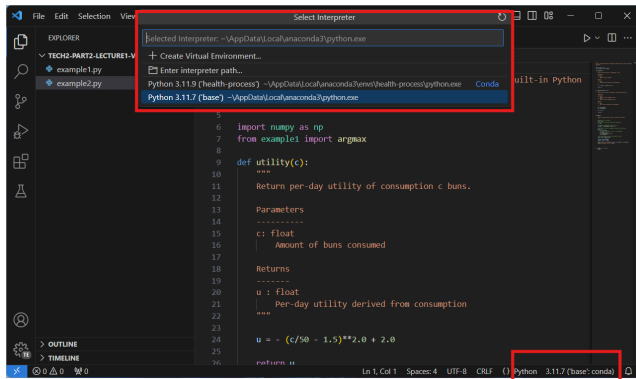 File Edit Selection View
Select Interpreter
EXPLORER
Selected Interpreter: ~\AppData\Local\anaconda3\python.exe
TECH2-PART2-LECTURE1-V
+ Create Virtual Environment...
example1.py
Enter interpreter path...
example2.py
Python 3.11.9 ('health-process') ~\AppData\Local\anaconda3\envs\health-process\python.exe Conda
uilt-in Python
Python 3.11.7 ('base') ~\AppData\Local\anaconda3\python.exe
5
6 import numpy as np
7 from example1 import argmax
8
9 def utility(c):
10 """
11 Return per-day utility of consumption c buns.
12
13 Parameters
14 ----------
15 c: float
16 Amount of buns consumed
17
18 Returns
19 -------
20 u : float
21 Per-day utility derived from consumption
22 """
23
24 u = - (c/50 - 1.5)**2.0 + 2.0
25
26 return u
OUTLINE
TIMELINE
TE
0 0 0 Ln 1, Col 1 Spaces: 4 UTF-8 CRLF {} Python 3.11.7 ('base': conda)